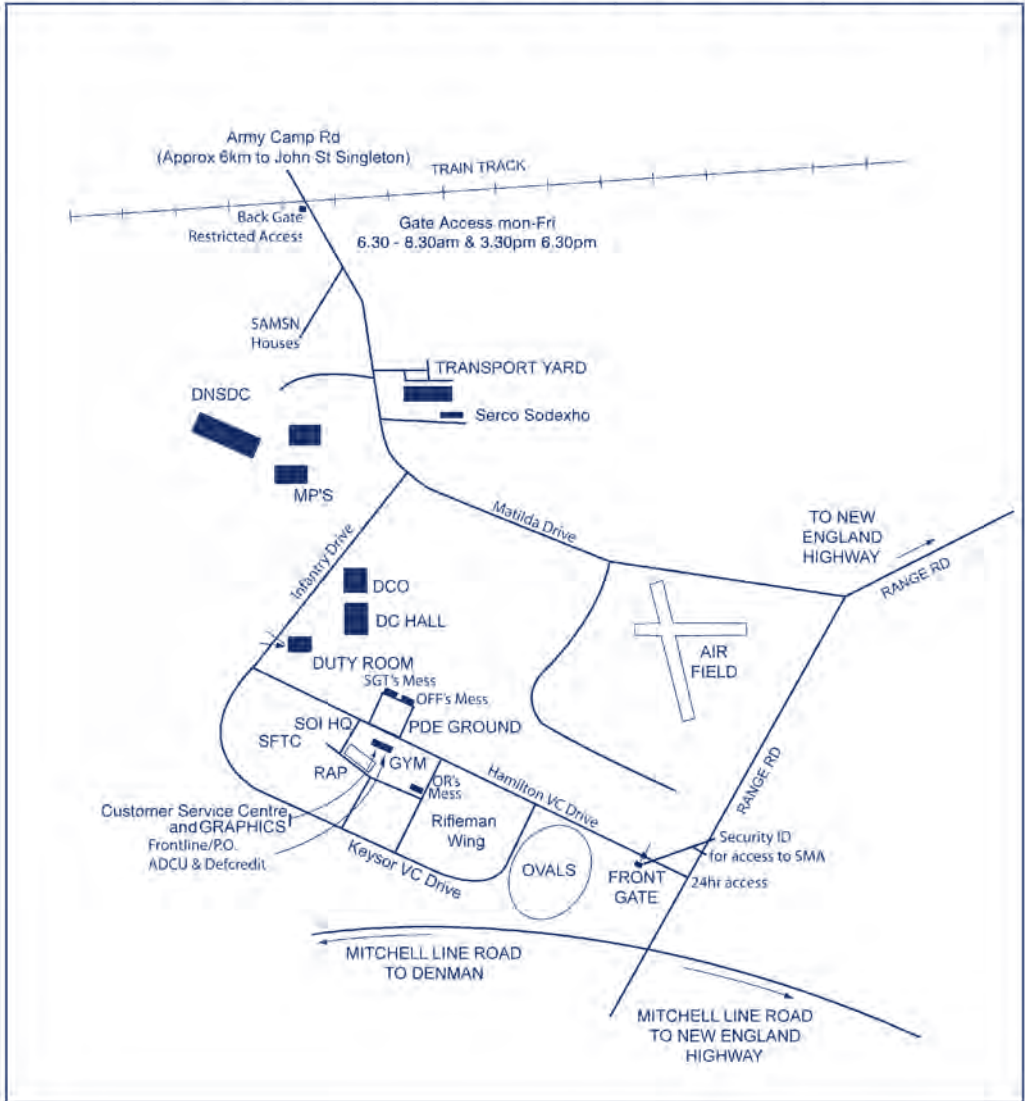 Army Camp Rd
(Approx 6km to John St Singleton)
TRAIN TRACK
Back Gate
Restricted Access
Gate Access mon-Fri
6.30 - 8.30am & 3.30pm 6.30pm
SAMSN
Houses
TRANSPORT YARD
DNSDC
Serco Sodexho
MP'S
Matilda Drive
TO NEW
ENGLAND
HIGHWAY
RANGE RD
Infantry Drive
DCO
DC HALL
AIR
FIELD
DUTY ROOM
SGT's Mess
OFF's Mess
SOI HQ
PDE GROUND
SFTC
GYM
RAP
OR's
Mess
Hamilton VC Drive
RANGE RD
Customer Service Centre
and GRAPHICS
Frontline/P.O.
ADCU & Defcredit
Rifleman
Wing
Keysor VC Drive
OVALS
FRONT
GATE
Security ID
for access to SMA
24hr access
MITCHELL LINE ROAD
TO DENMAN
MITCHELL LINE ROAD
TO NEW ENGLAND
HIGHWAY